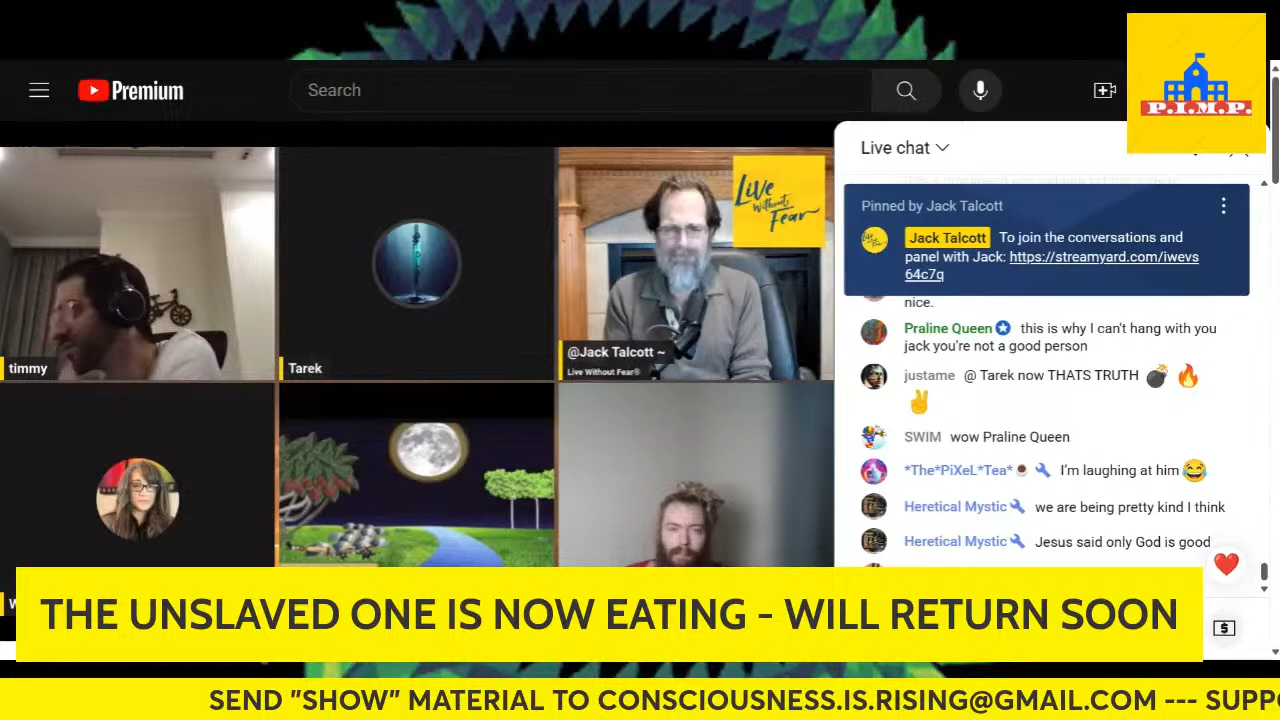 Premium
Search
P.I.M.P.
Live chat
Pinned by Jack Talcott
Jack Talcott To join the conversations and
panel with Jack: https://streamyard.com/iwevs
64c7q
nice.
Praline Queen this is why I can't hang with you
jack you're not a good person
justame @ Tarek now THATS TRUTH 💣 🔥
✌
SWIM wow Praline Queen
*The*PiXeL*Tea*☕ I'm laughing at him 😂
Heretical Mystic we are being pretty kind I think
Heretical Mystic Jesus said only God is good
Live
Without
Fear
timmy
Tarek
@Jack Talcott ~
Live Without Fear®
THE UNSLAVED ONE IS NOW EATING - WILL RETURN SOON
SEND "SHOW" MATERIAL TO CONSCIOUSNESS.IS.RISING@GMAIL.COM --- SUPP